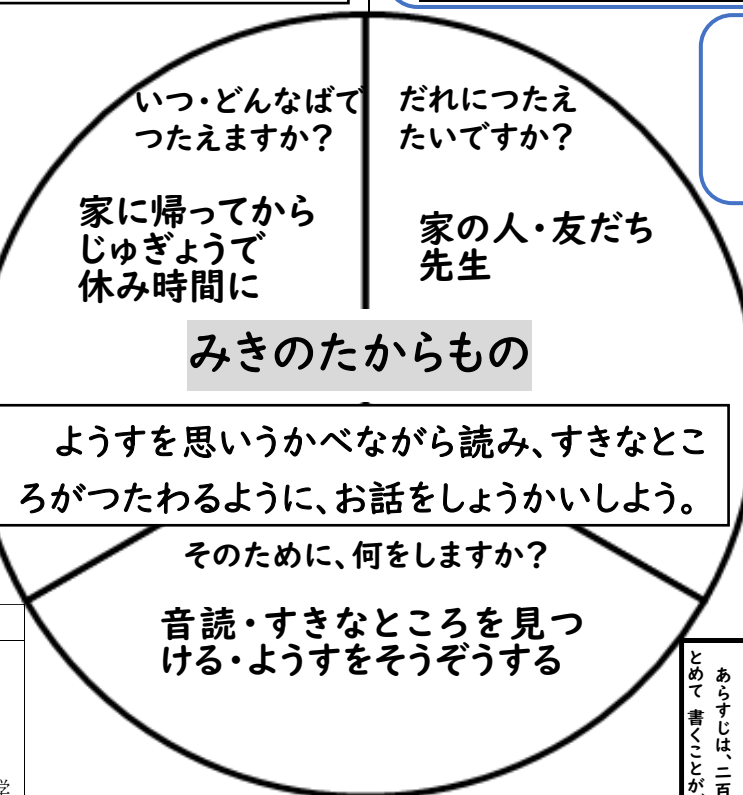 いつ・どんなばで
つたえますか?
家に帰ってから
じゅぎょうで
休み時間に
だれにつたえ
たいですか?
家の人・友だち
先生
みきのたからもの
ようすを思いうかべながら読み、すきなとこ
ろがつたわるように、お話をしょうかいしよう。
そのために、何をしますか?
音読・すきなところを見つ
ける・ようすをそうぞうする
あらすじは、二百
とめて 書くことが、
学